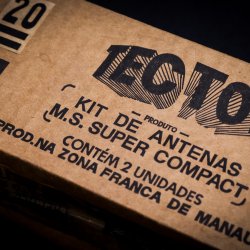 20
TECTO
PRODUTO
KIT DE ANTENAS
M.S. SUPER COMPACT
CONTÉM 2 UNIDADES
PROD. NA ZONA FRANCA DE MANAU